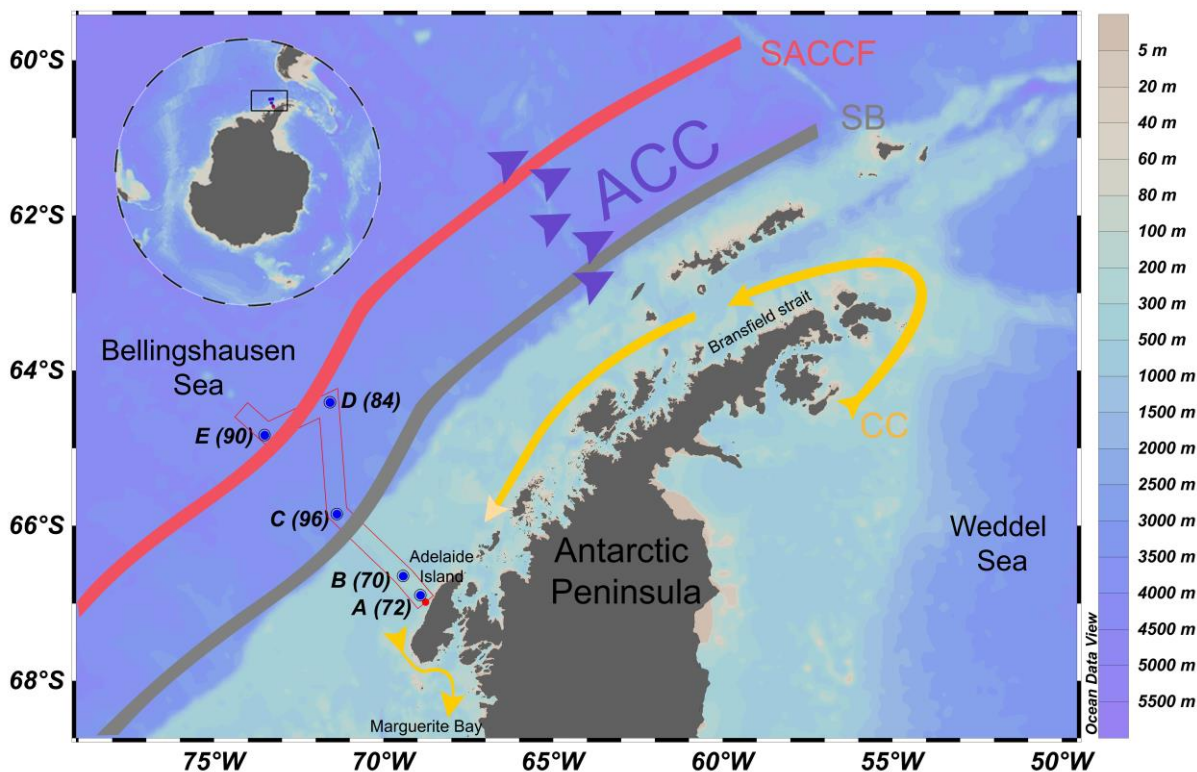 60°S
62°S
64°S
66°S
68°S
75°W
70°W
65°W
60°W
55°W
50°W
SACCF
SB
ACC
Bellingshausen
Sea
D (84)
E (90)
C (96)
B (70)
A (72)
Adelaide
Island
Marguerite Bay
Bransfield strait
CC
Antarctic
Peninsula
Weddel
Sea
Ocean Data View
5 m
20 m
40 m
60 m
80 m
100 m
200 m
300 m
500 m
1000 m
1500 m
2000 m
2500 m
3000 m
3500 m
4000 m
4500 m
5000 m
5500 m